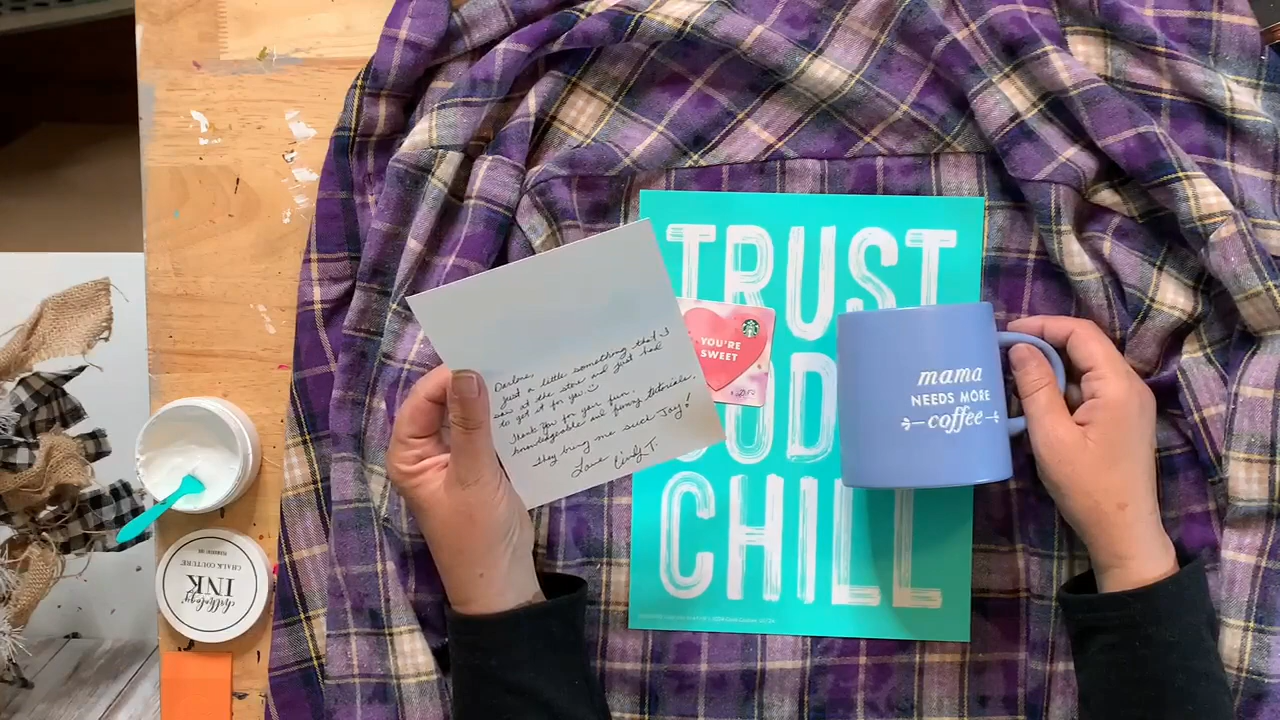 TRUST
GOD
CHILL
Darlene,
Just a little something that I
saw at the store and just had
to get it for you ☺
Thank you for your fun,
knowledgeable and funny tutorials.
They bring me such Joy!
Love Cindy T.
YOU'RE
SWEET
mama
NEEDS MORE
coffee
chalkology
INK
CHALK COUTURE